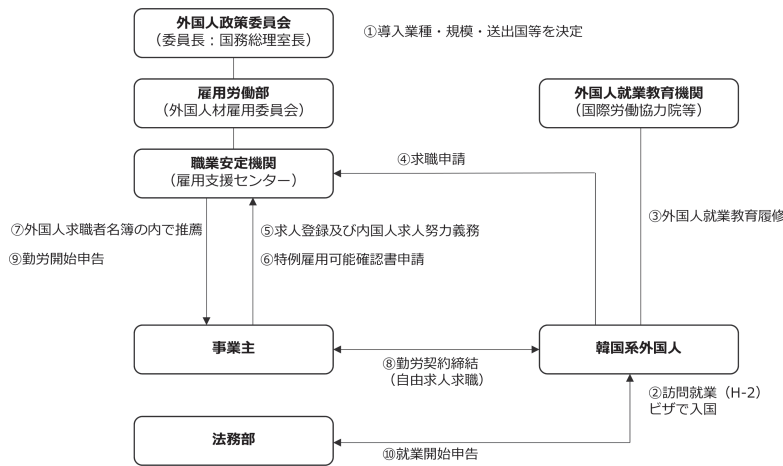 外国人政策委員会
（委員長：国務総理室長）
①導入業種・規模・送出国等を決定
雇用労働部
（外国人材雇用委員会）
外国人就業教育機関
（国際労働協力院等）
職業安定機関
（雇用支援センター）
④求職申請
⑦外国人求職者名簿の内で推薦
⑨勤労開始申告
⑤求人登録及び内国人求人努力義務
⑥特例雇用可能確認書申請
③外国人就業教育履修
事業主
韓国系外国人
⑧勤労契約締結
（自由求人求職）
②訪問就業（H-2）
ビザで入国
法務部
⑩就業開始申告